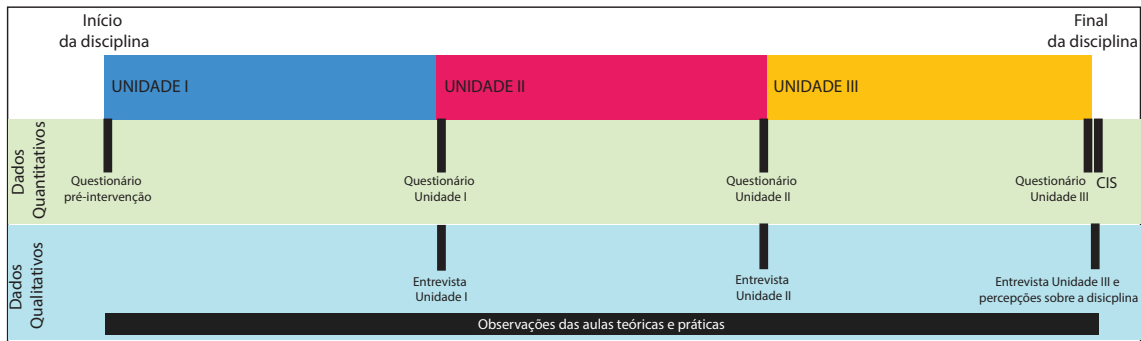 Início
da disciplina
Final
da disciplina
UNIDADE I
UNIDADE II
UNIDADE III
Dados
Quantitativos
Questionário
pré-intervenção
Questionário
Unidade I
Questionário
Unidade II
Questionário
Unidade III
CIS
Dados
Qualitativos
Entrevista
Unidade I
Entrevista
Unidade II
Entrevista Unidade III e
percepções sobre a disicplina
Observações das aulas teóricas e práticas